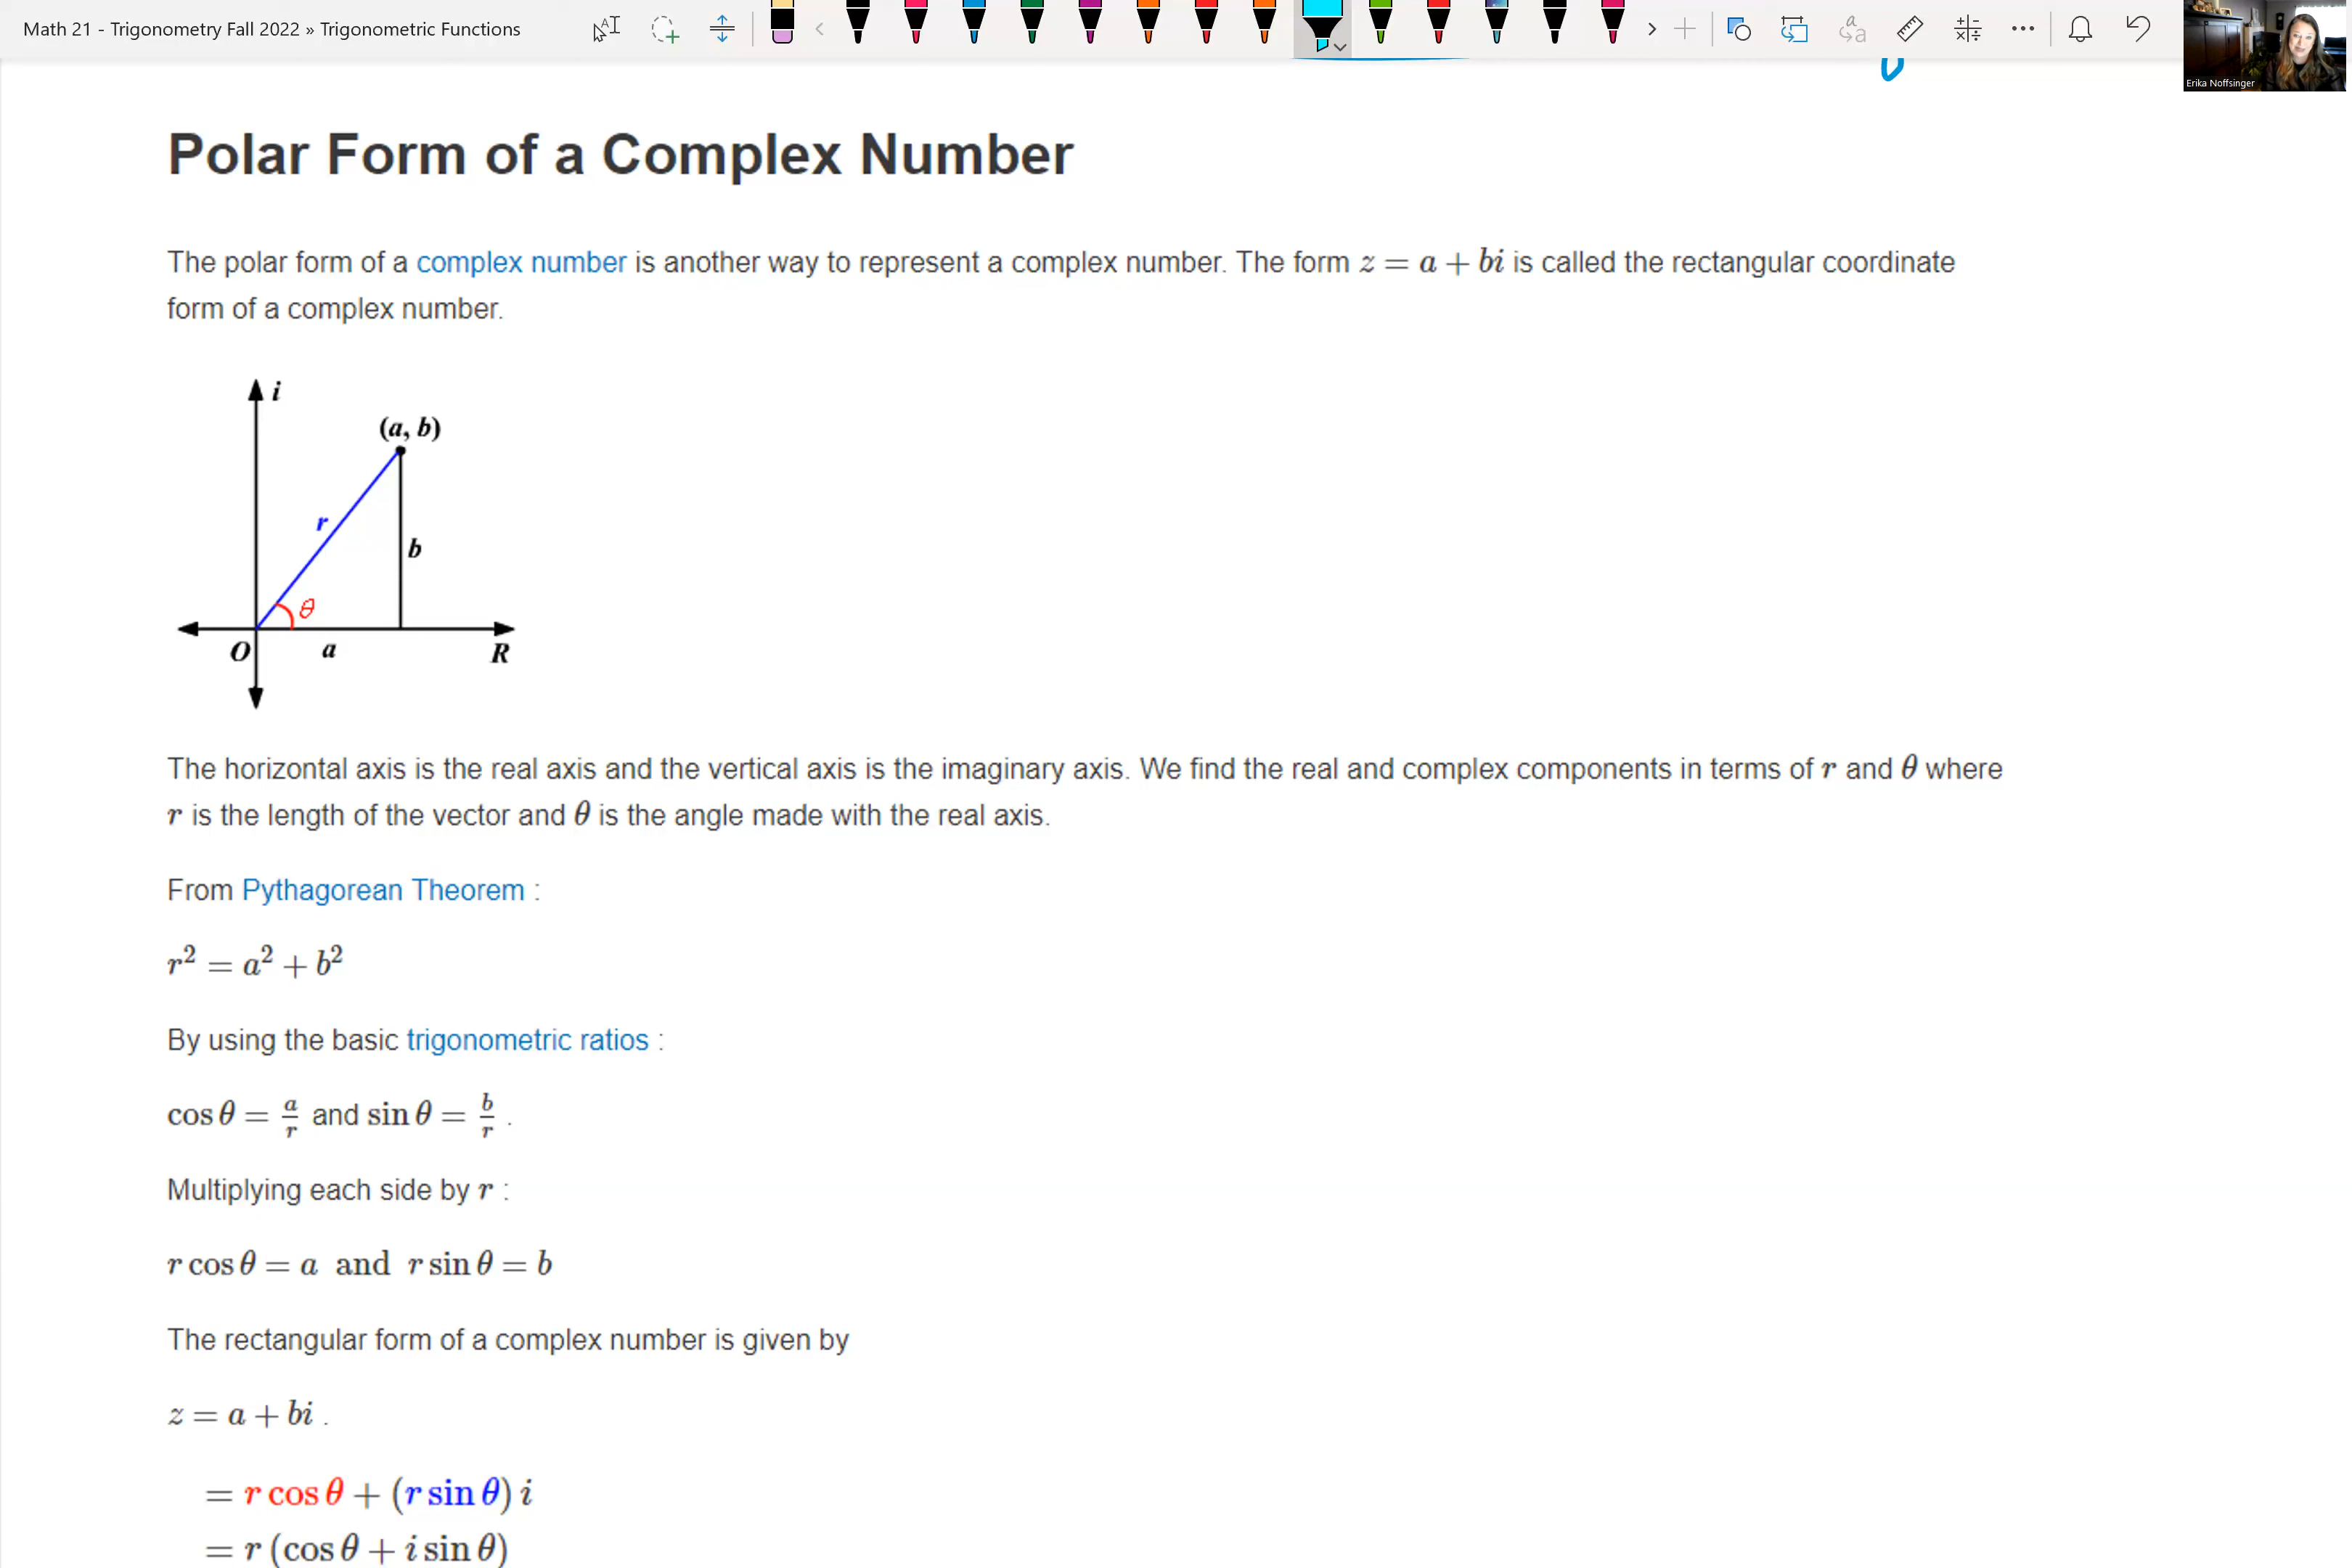 Math 21 - Trigonometry Fall 2022 » Trigonometric Functions
Erika Noffsinger
Polar Form of a Complex Number
The polar form of a complex number is another way to represent a complex number. The form z = a + bi is called the rectangular coordinate
form of a complex number.
i
(a, b)
r
b
θ
O
a
R
The horizontal axis is the real axis and the vertical axis is the imaginary axis. We find the real and complex components in terms of r and θ where
r is the length of the vector and θ is the angle made with the real axis.
From Pythagorean Theorem :
r² = a² + b²
By using the basic trigonometric ratios :
cos θ = a/r and sin θ = b/r .
Multiplying each side by r :
r cos θ = a and r sin θ = b
The rectangular form of a complex number is given by
z = a + bi .
= r cos θ + (r sin θ) i
= r (cos θ + i sin θ)